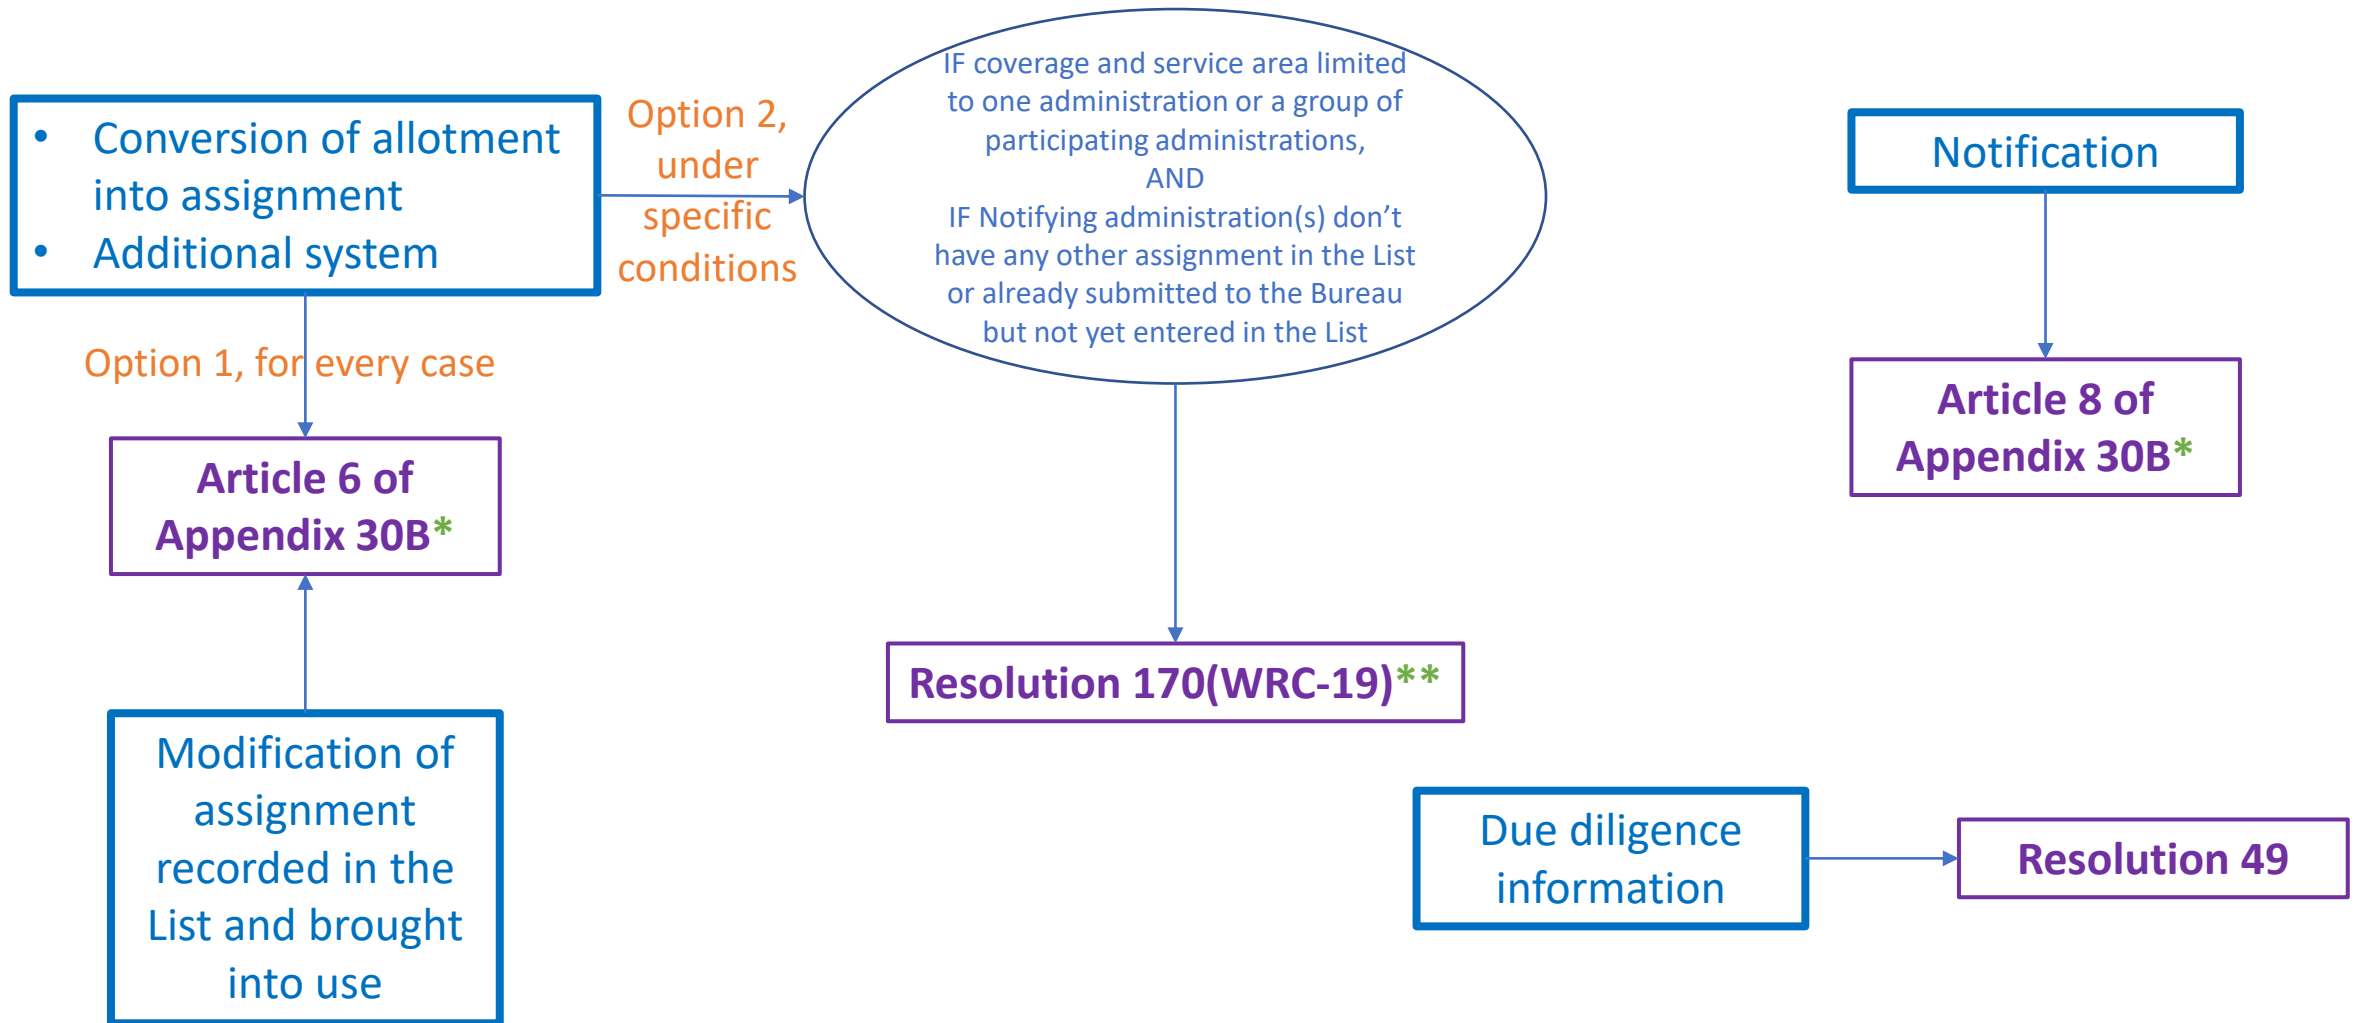 • Conversion of allotment
into assignment
• Additional system
Option 2,
under
specific
conditions
IF coverage and service area limited
to one administration or a group of
participating administrations,
AND
IF Notifying administration(s) don’t
have any other assignment in the List
or already submitted to the Bureau
but not yet entered in the List
Notification
Option 1, for every case
Article 6 of
Appendix 30B*
Article 8 of
Appendix 30B*
Resolution 170(WRC-19)**
Modification of
assignment
recorded in the
List and brought
into use
Due diligence
information
Resolution 49